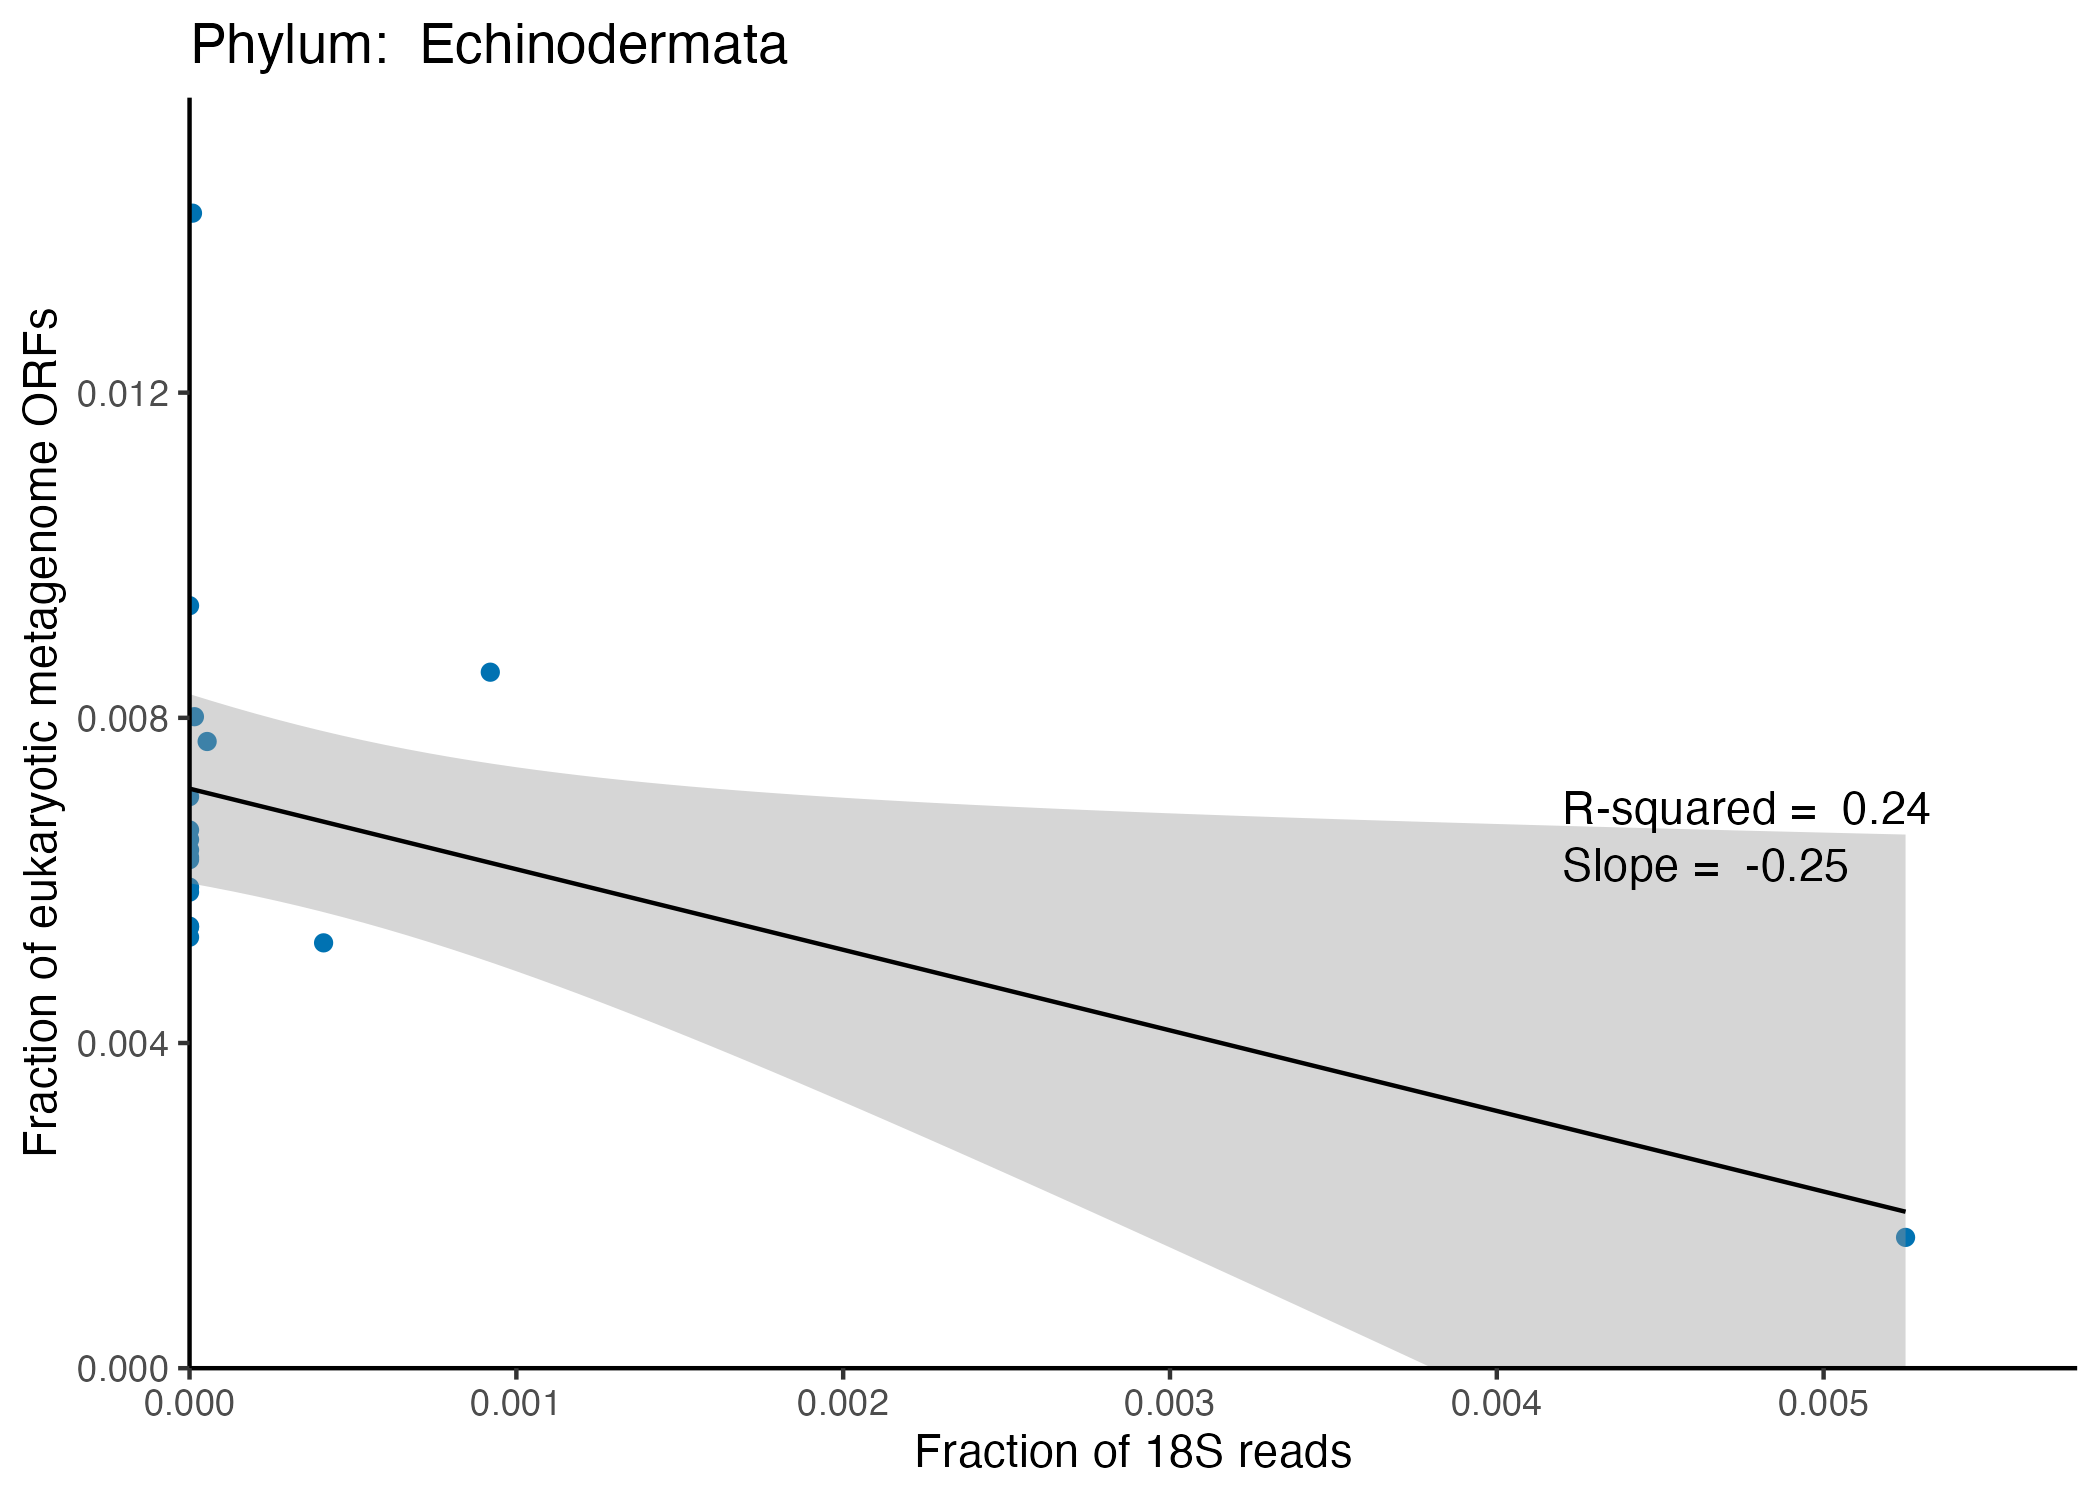 Phylum:  Echinodermata
Fraction of eukaryotic metagenome ORFs
0.012
0.008
0.004
0.000
R-squared =  0.24
Slope =  -0.25
0.000 0.001 0.002 0.003 0.004 0.005
Fraction of 18S reads